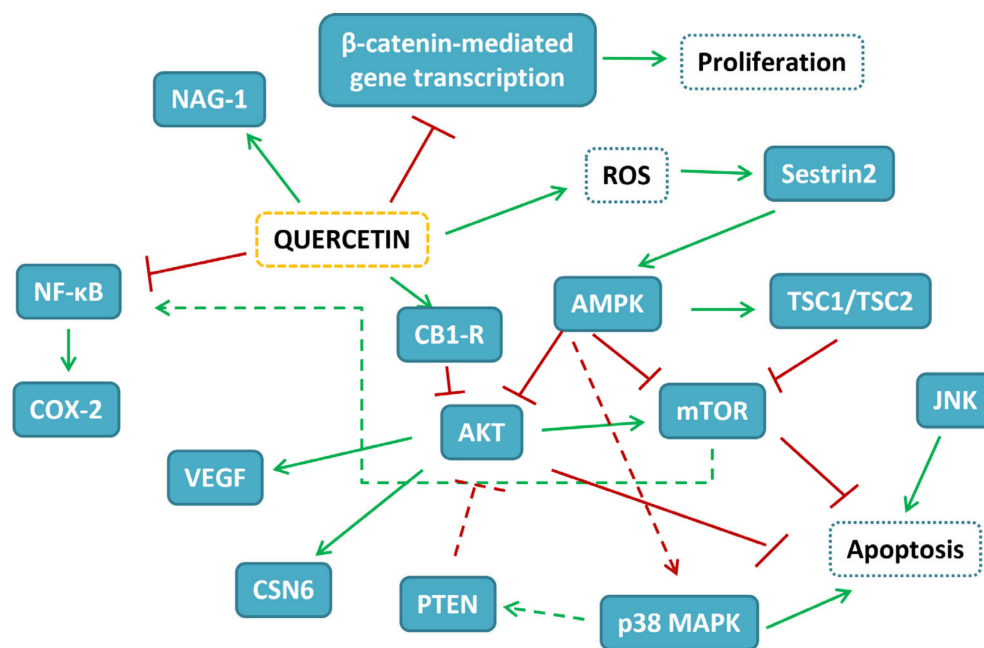 β-catenin-mediated
gene transcription
Proliferation
NAG-1
ROS
Sestrin2
QUERCETIN
NF-κB
AMPK
TSC1/TSC2
CB1-R
COX-2
AKT
mTOR
JNK
VEGF
Apoptosis
CSN6
PTEN
p38 MAPK